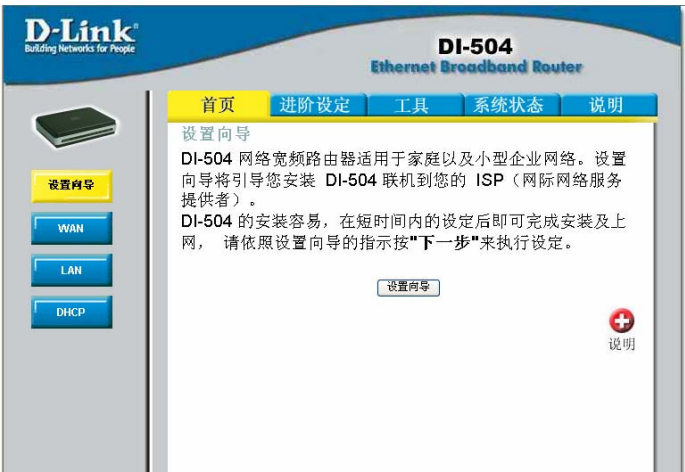 D-Link
Building Networks for People
DI-504
Ethernet Broadband Router
首页 进阶设定 工具 系统状态 说明
设置向导
WAN
LAN
DHCP
设置向导
DI-504 网络宽频路由器适用于家庭以及小型企业网络。设置
向导将引导您安装 DI-504 联机到您的 ISP（网际网络服务
提供者）。
DI-504 的安装容易，在短时间内的设定后即可完成安装及上
网， 请依照设置向导的指示按"下一步"来执行设定。
设置向导
说明